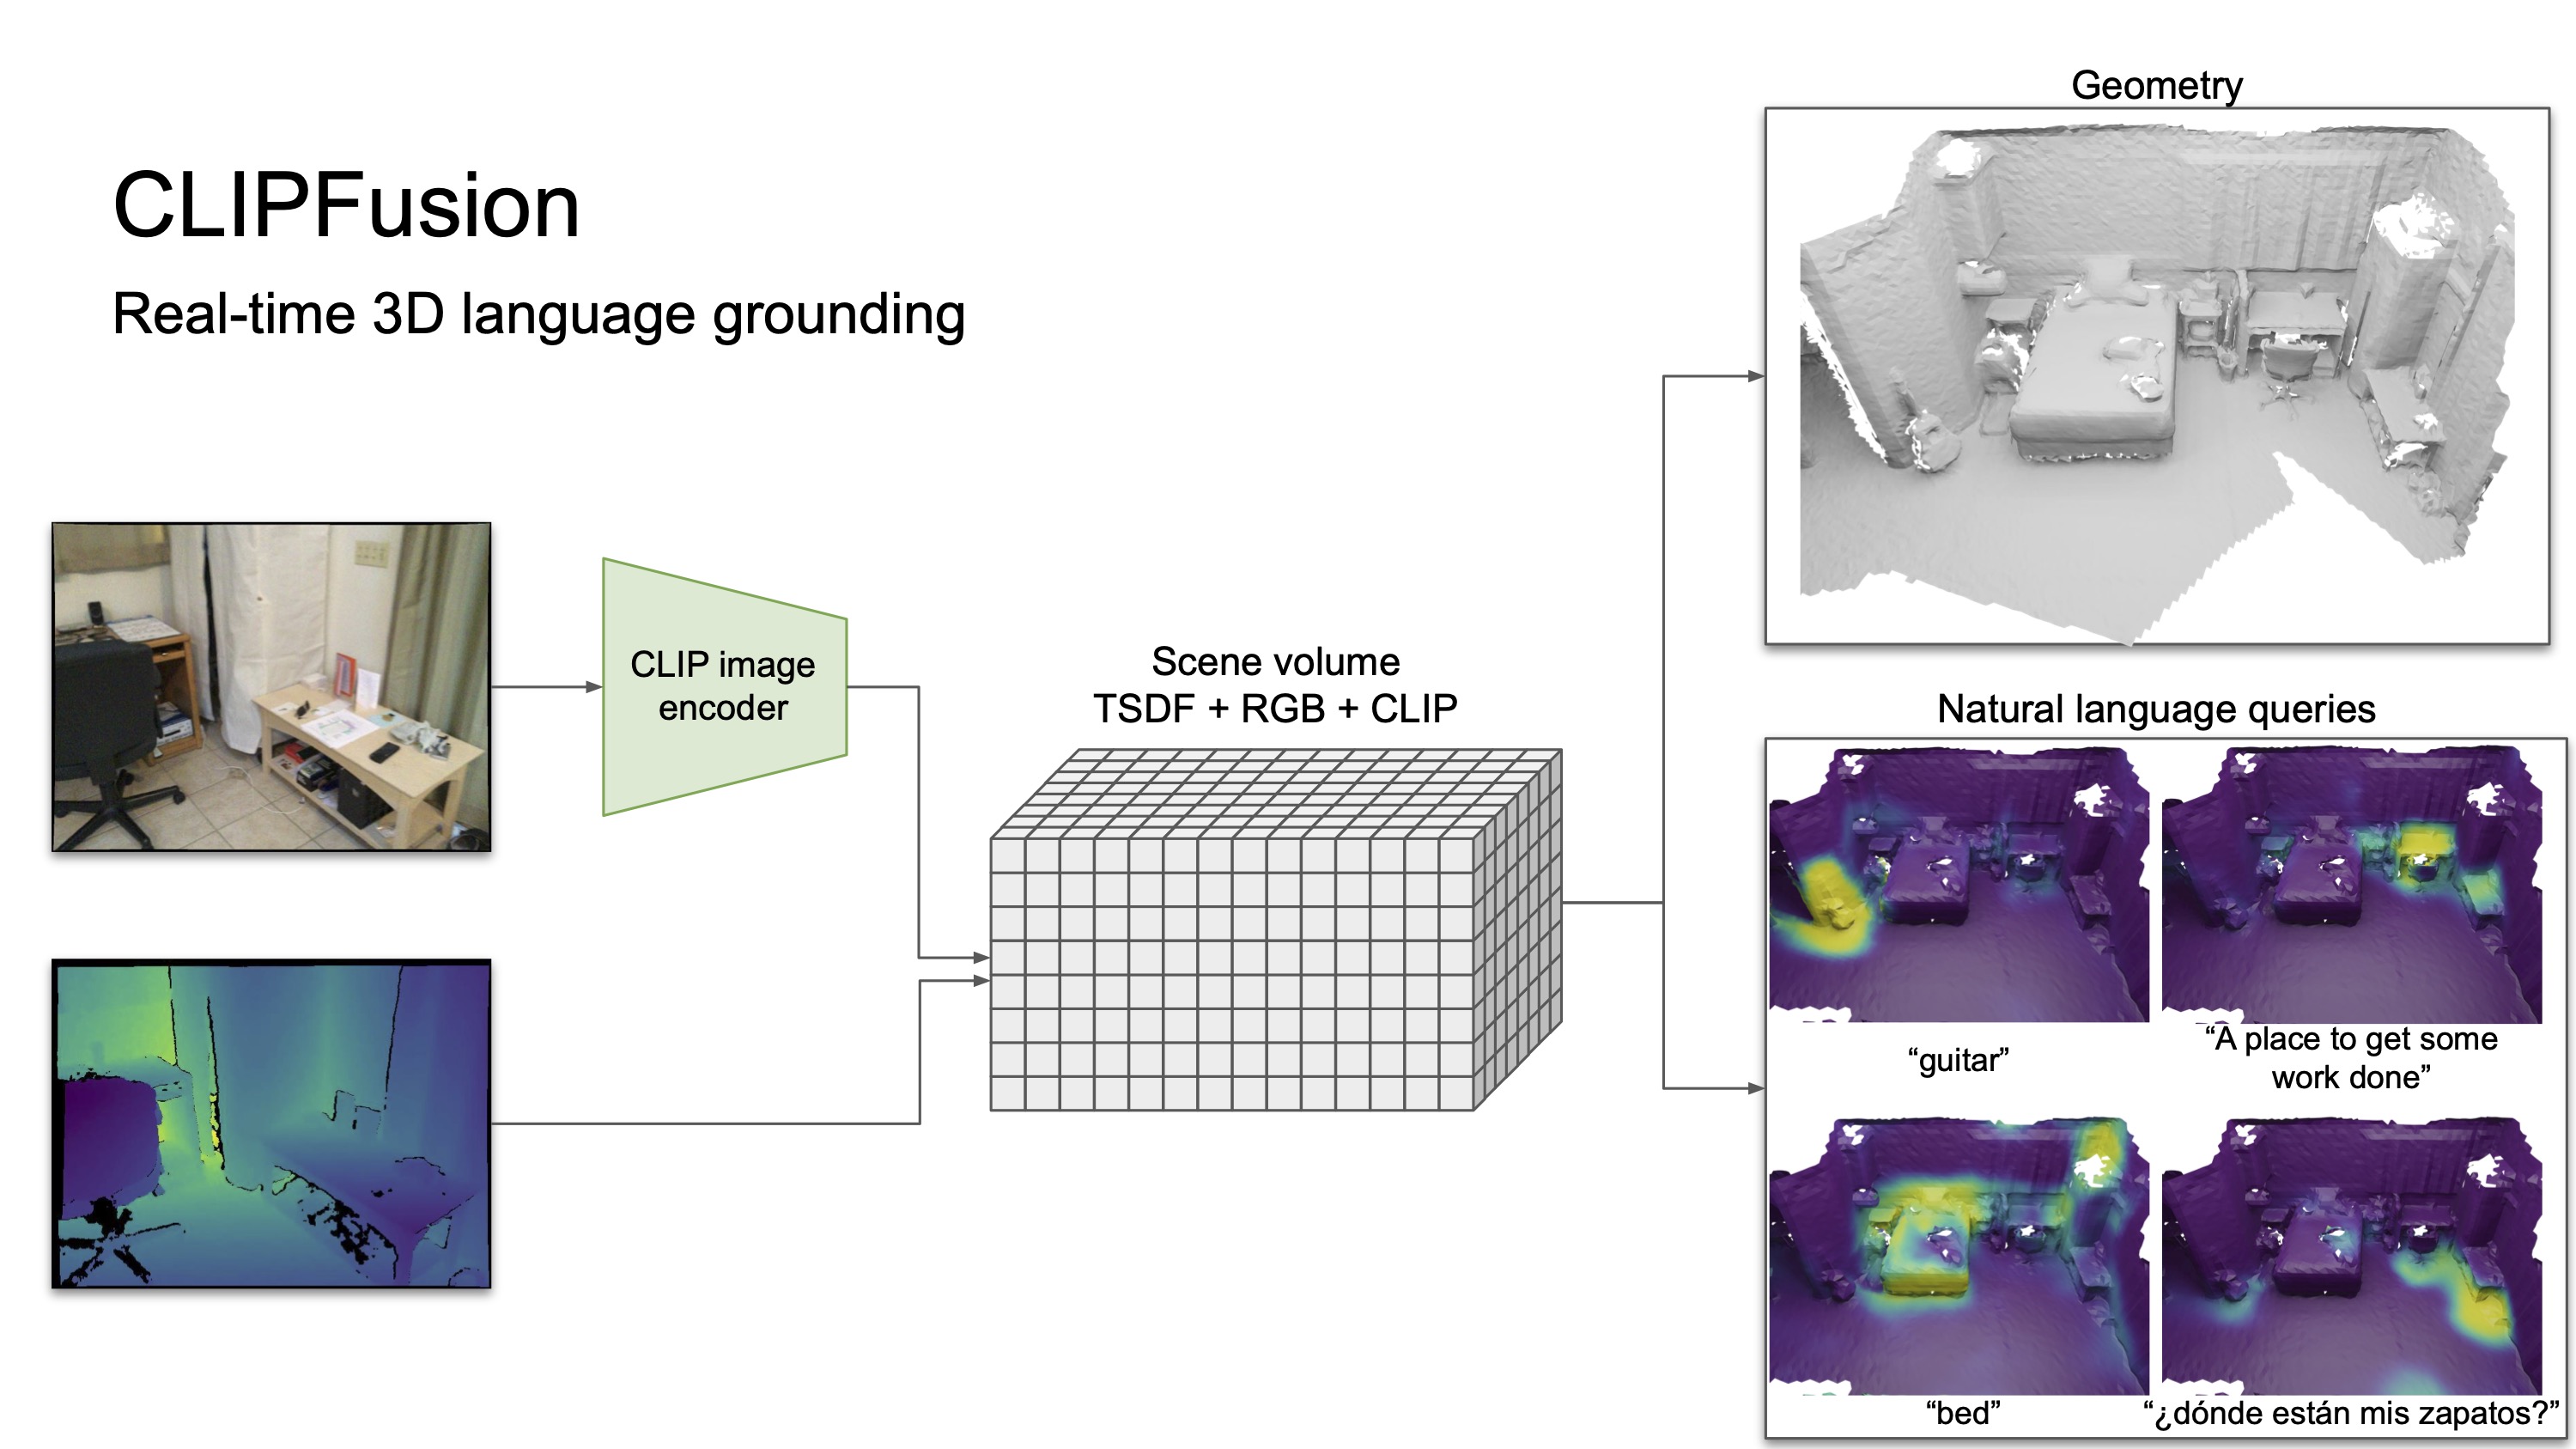 CLIPFusion
Real-time 3D language grounding
CLIP image
encoder
Scene volume
TSDF + RGB + CLIP
Geometry
Natural language queries
“guitar”
“A place to get some
work done”
“bed”
“¿dónde están mis zapatos?”